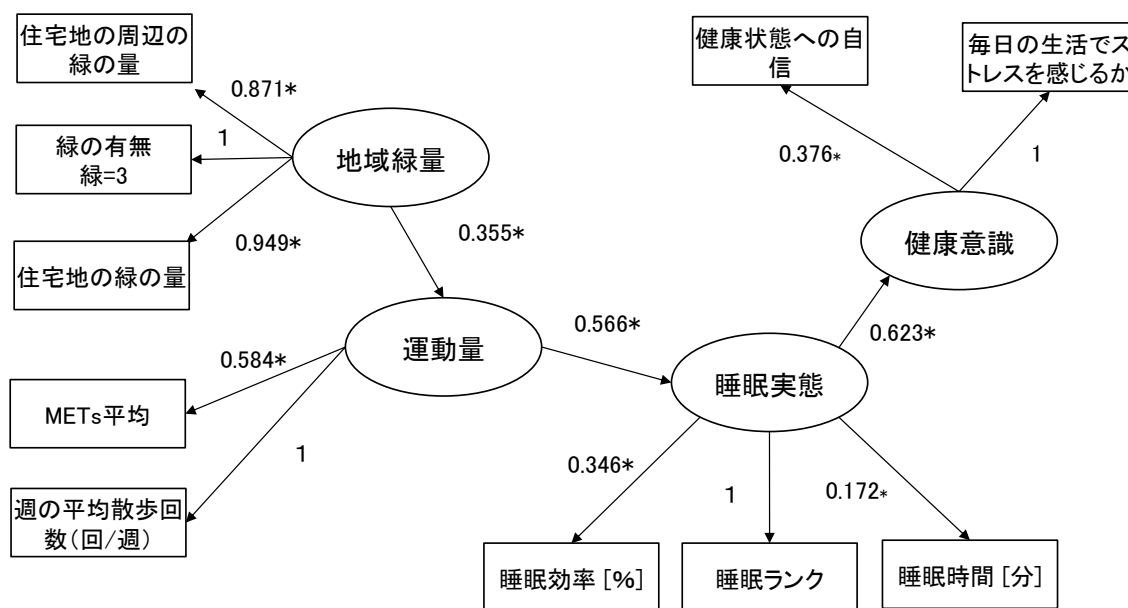 住宅地の周辺の
緑の量
0.871*
緑の有無
緑=3
1
住宅地の緑の量
0.949*
地域緑量
0.355*
健康状態への自
信
毎日の生活でス
トレスを感じるか
0.376*
1
健康意識
運動量
0.566*
0.623*
睡眠実態
0.584*
METs平均
1
週の平均散歩回
数(回/週)
0.346*
1
0.172*
睡眠効率[%]
睡眠ランク
睡眠時間[分]